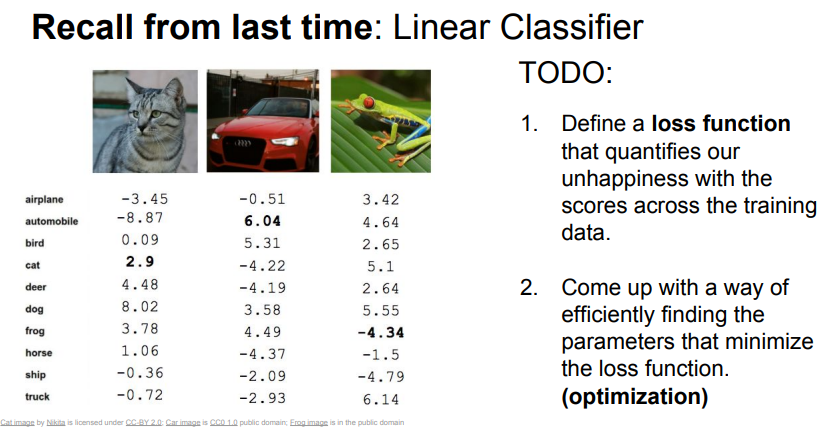 Recall from last time: Linear Classifier
airplane -3.45 -0.51 3.42
automobile -8.87 6.04 4.64
bird 0.09 5.31 2.65
cat 2.9 -4.22 5.1
deer 4.48 -4.19 2.64
dog 8.02 3.58 5.55
frog 3.78 4.49 -4.34
horse 1.06 -4.37 -1.5
ship -0.36 -2.09 -4.79
truck -0.72 -2.93 6.14
TODO:
1. Define a loss function
that quantifies our
unhappiness with the
scores across the training
data.
2. Come up with a way of
efficiently finding the
parameters that minimize
the loss function.
(optimization)
Cat image by Nikita is licensed under CC-BY 2.0; Car image is CC0 1.0 public domain; Frog image is in the public domain